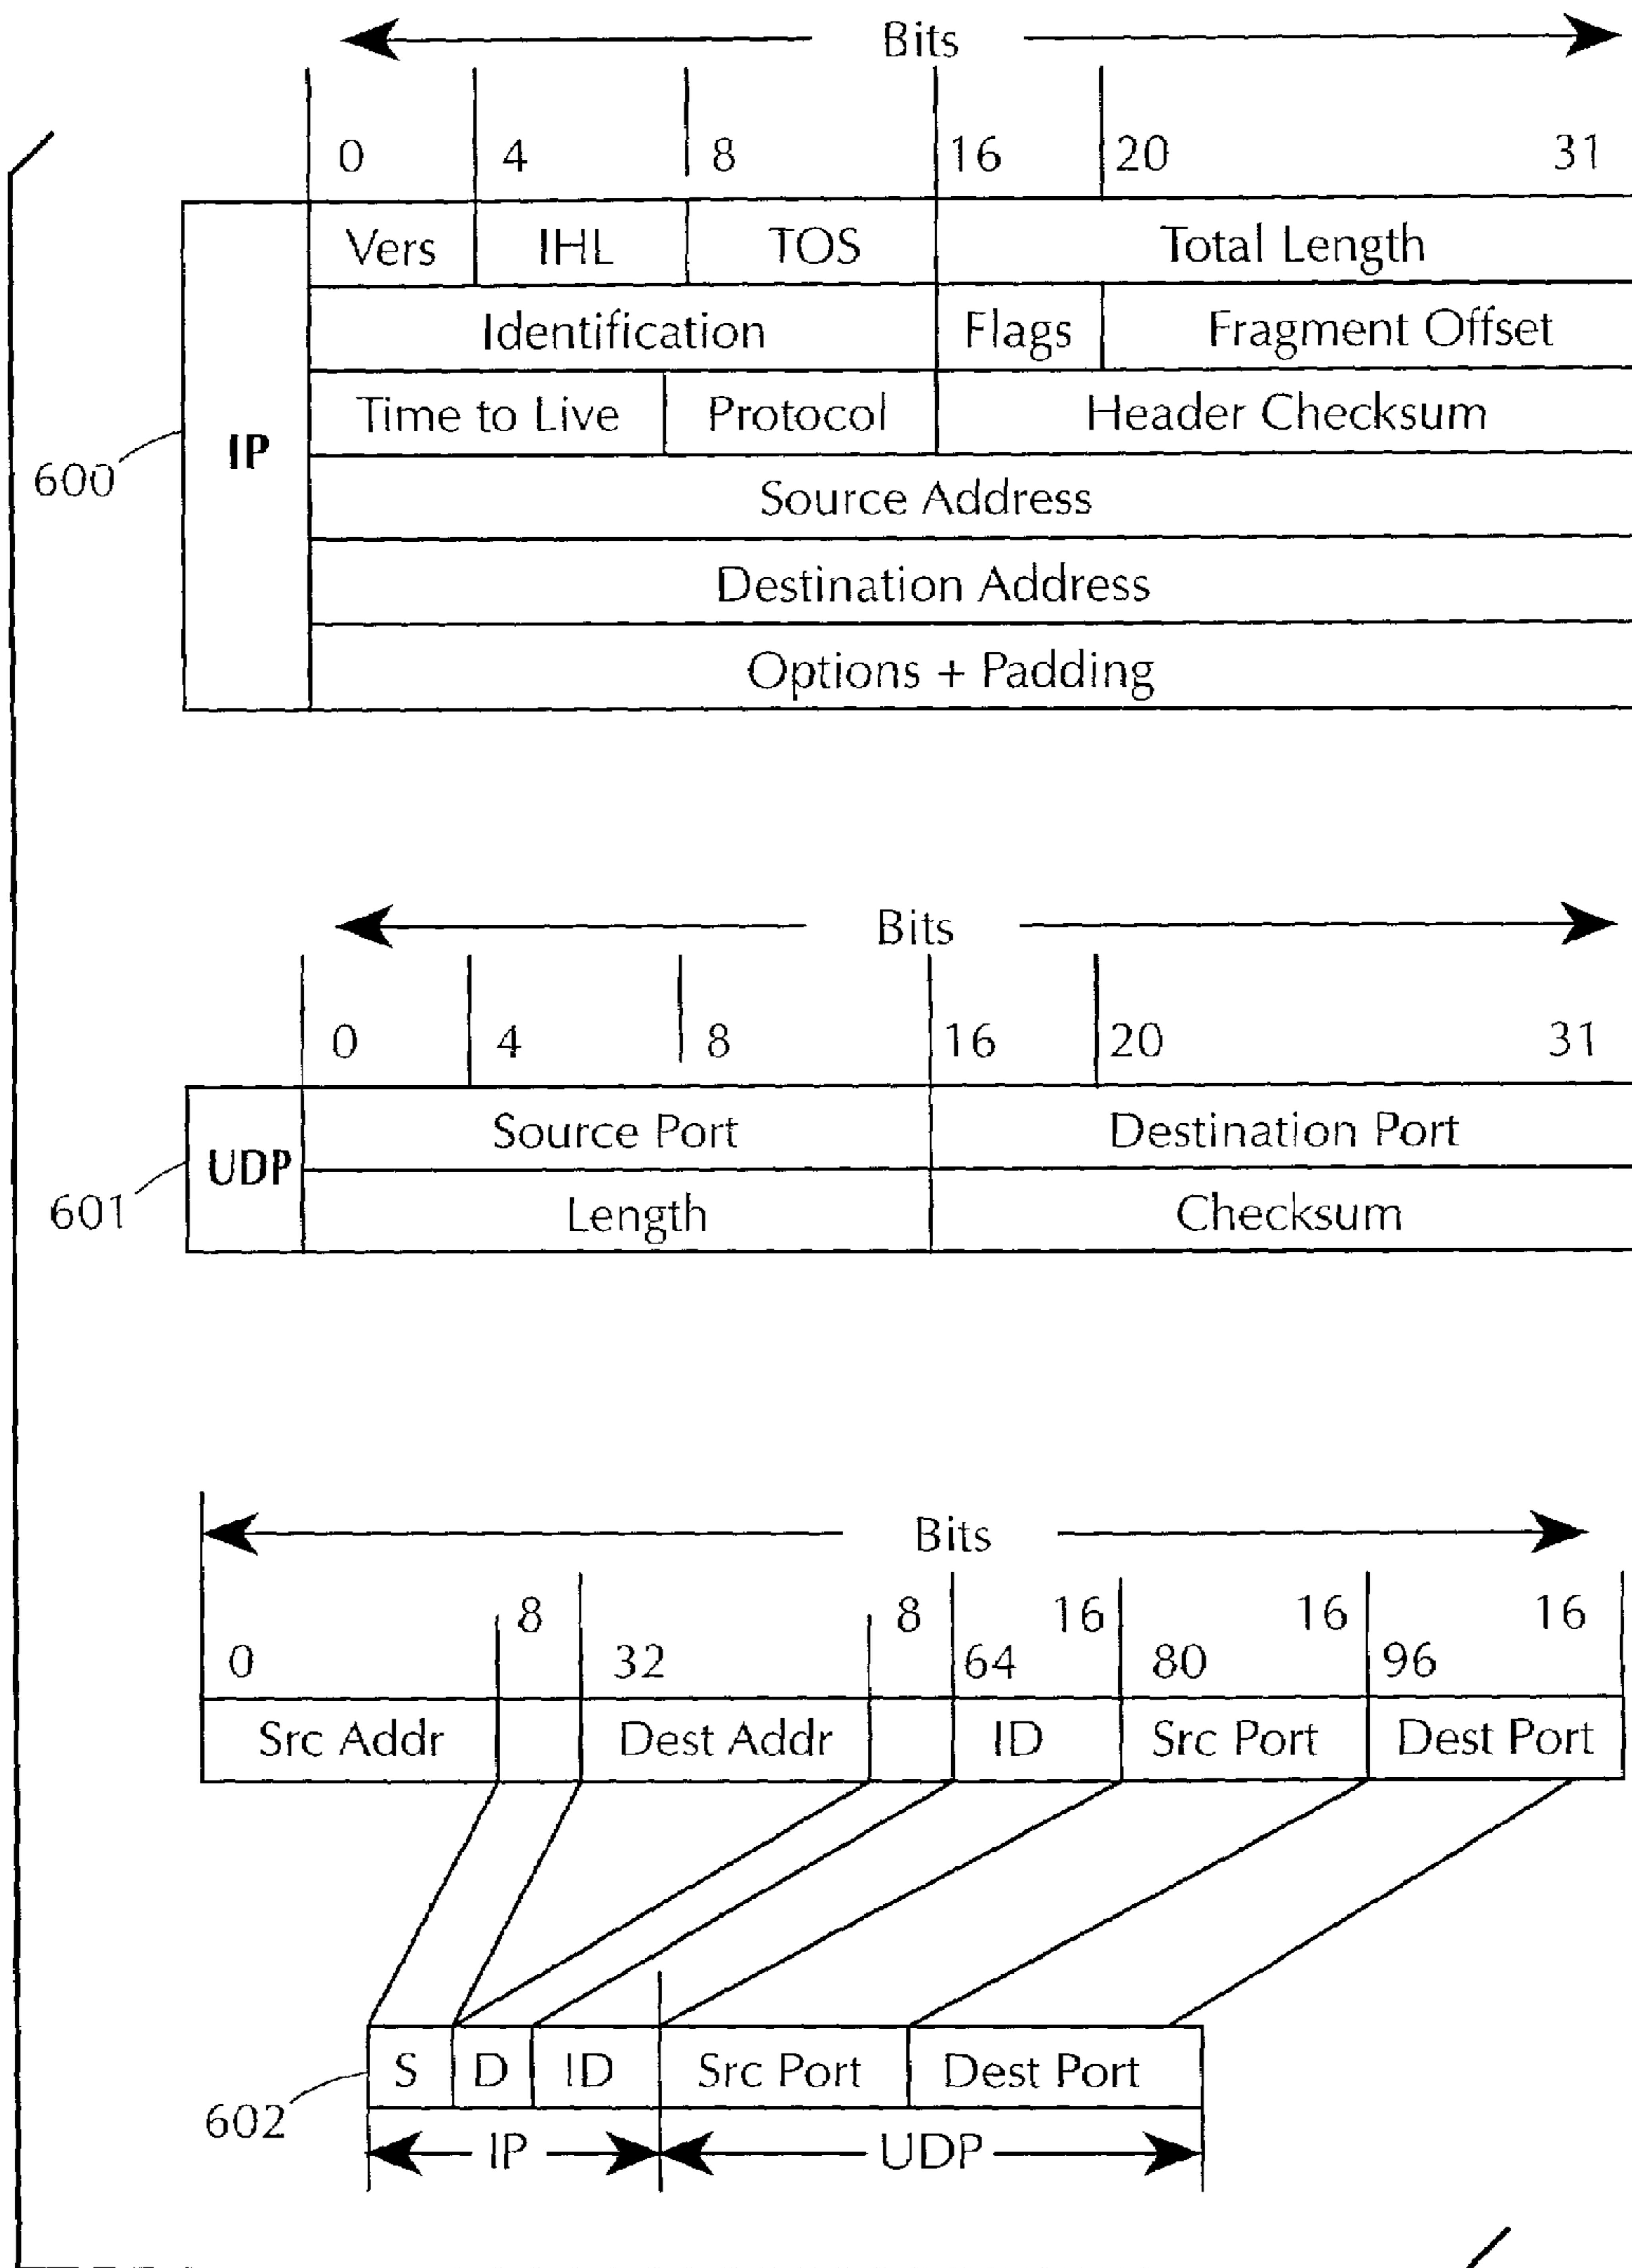 Bits
0 4 8 16 20 31
Vers IHL TOS Total Length
Identification Flags Fragment Offset
Time to Live Protocol Header Checksum
IP
600
Source Address
Destination Address
Options + Padding
Bits
0 4 8 16 20 31
Source Port Destination Port
UDP
601
Length Checksum
Bits
8 8 16 16 16
0 32 64 80 96
Src Addr Dest Addr ID Src Port Dest Port
S D ID Src Port Dest Port
602
IP UDP